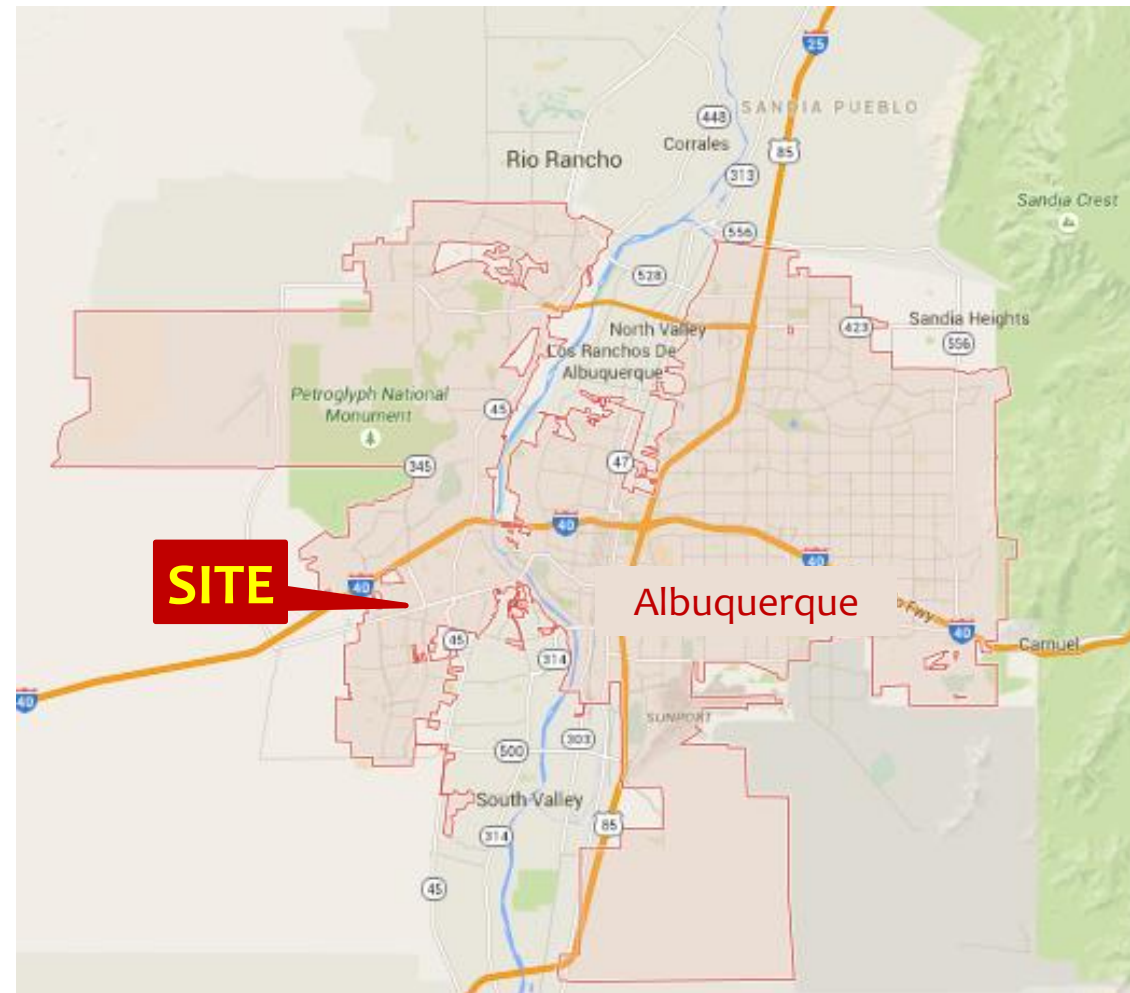 25
SANDIA PUEBLO
448
Corrales
85
Rio Rancho
313
Sandia Crest
556
528
North Valley
423
Sandia Heights
556
Los Ranchos De
Albuquerque
Petroglyph National
Monument
45
345
47
40
40
SITE
40
Albuquerque
Fwy
40
Carnuel
45
314
40
SUNPORT
303
500
South Valley
85
314
45